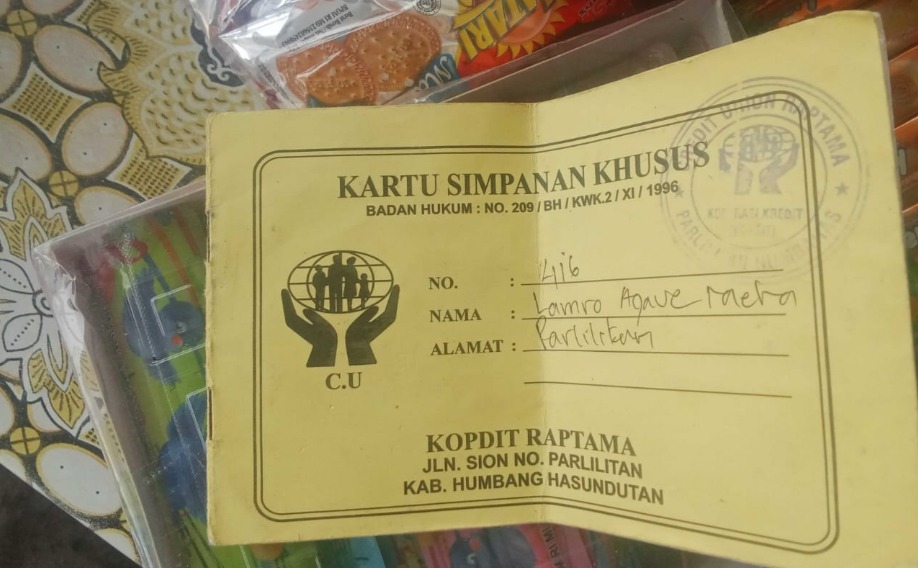 KARTU SIMPANAN KHUSUS
BADAN HUKUM : NO. 209 / BH / KWK.2 / XI / 1996
NO. : 1416
NAMA : Lamro Agave
ALAMAT : Parlilitan
C.U
KOPDIT RAPTAMA
JLN. SION NO. PARLILITAN
KAB. HUMBANG HASUNDUTAN